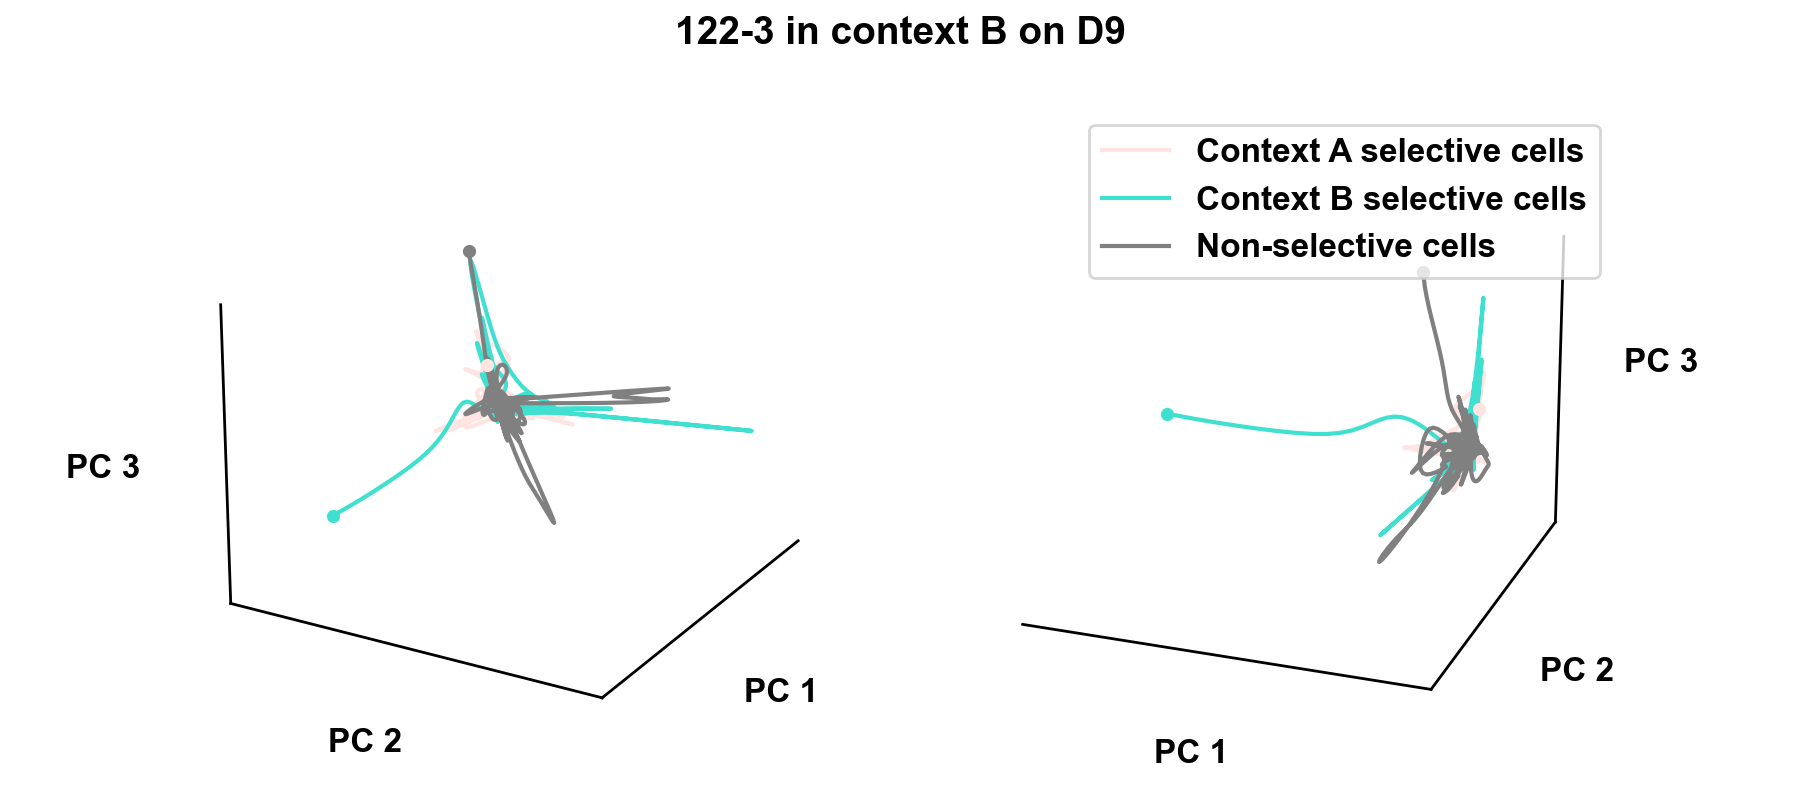 122-3 in context B on D9
Context A selective cells
Context B selective cells
Non-selective cells
PC 3
PC 3
PC 2
PC 1
PC 2
PC 1